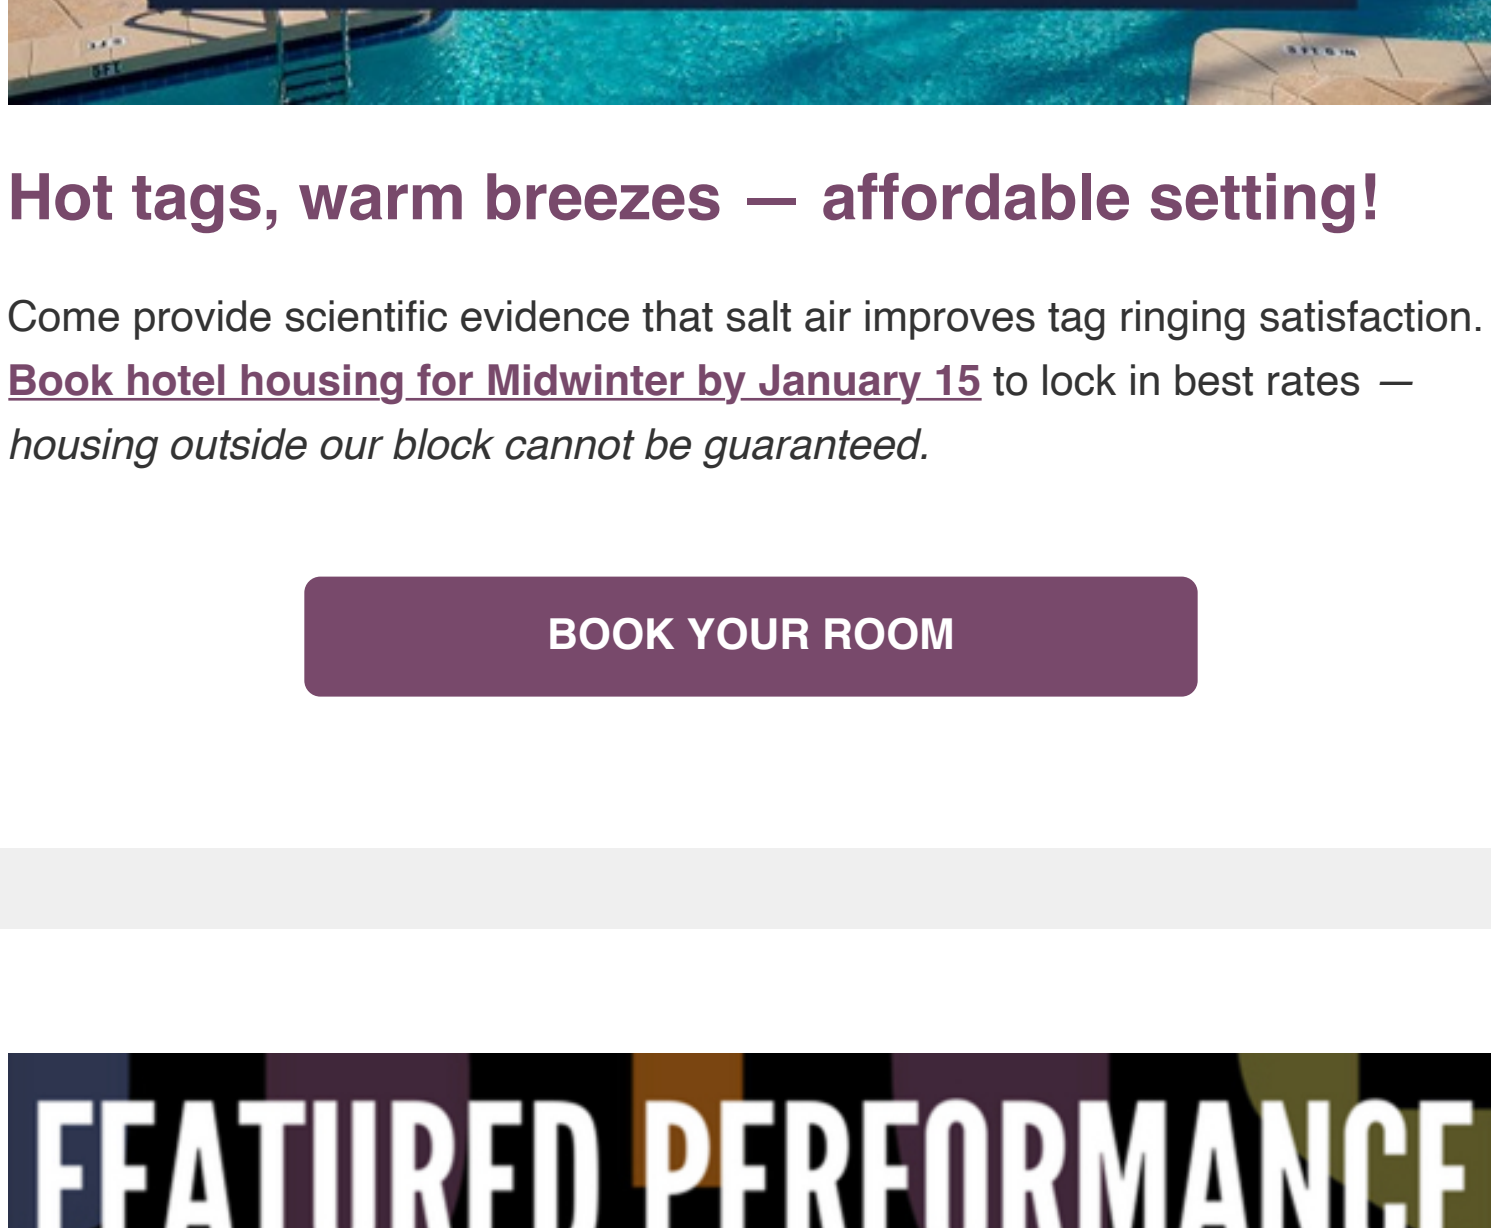 5FT
Hot tags, warm breezes — affordable setting!
Come provide scientific evidence that salt air improves tag ringing satisfaction.
Book hotel housing for Midwinter by January 15 to lock in best rates —
housing outside our block cannot be guaranteed.
BOOK YOUR ROOM
FEATURED PERFORMANCE